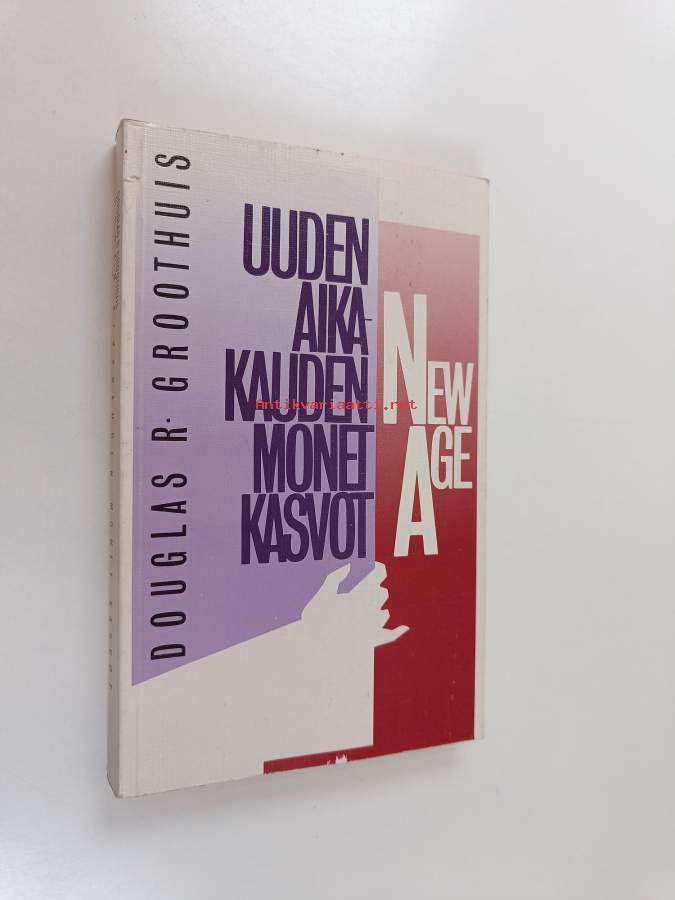 DOUGLAS R. GROOTHUIS
UUDEN
AIKA-
KAUDEN
MONET
KASVOT
NEW
AGE
Antikvariaatti.net